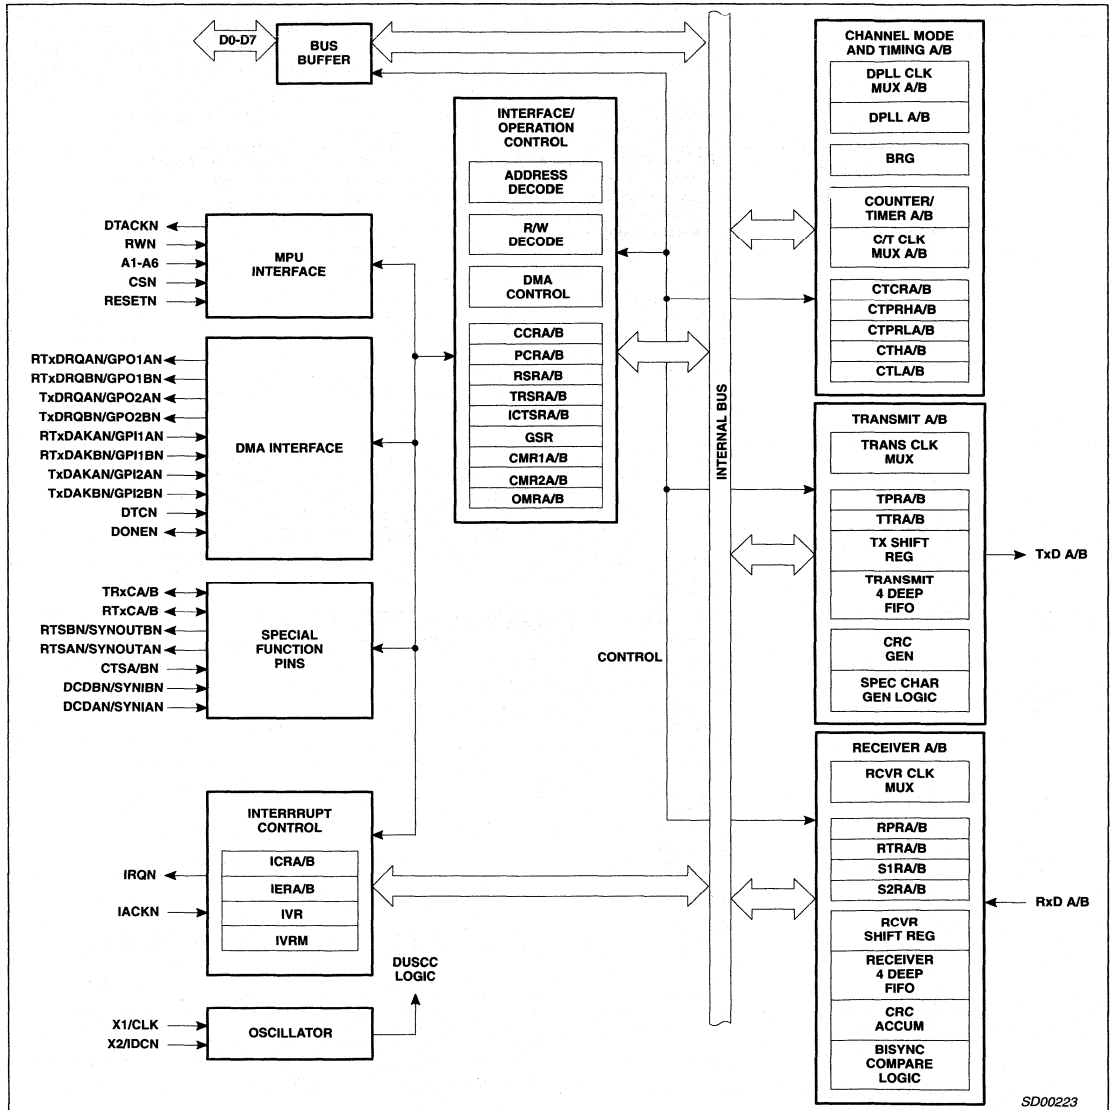 D0-D7
BUS
BUFFER
INTERFACE/
OPERATION
CONTROL
ADDRESS
DECODE
R/W
DECODE
DMA
CONTROL
CCRA/B
PCRA/B
RSRA/B
TRSRA/B
ICTSRA/B
GSR
CMR1A/B
CMR2A/B
OMRA/B
DTACKN
RWN
A1-A6
CSN
RESETN
MPU
INTERFACE
RTxDRQAN/GPO1AN
RTxDRQBN/GPO1BN
TxDRQAN/GPO2AN
TxDRQBN/GPO2BN
RTxDAKAN/GPI1AN
RTxDAKBN/GPI1BN
TxDAKAN/GPI2AN
TxDAKBN/GPI2BN
DTCN
DONEN
DMA INTERFACE
TRxCA/B
RTxCA/B
RTSBN/SYNOUTBN
RTSAN/SYNOUTAN
CTSA/BN
DCDBN/SYNIBN
DCDAN/SYNIAN
SPECIAL
FUNCTION
PINS
IRQN
IACKN
INTERRRUPT
CONTROL
ICRA/B
IERA/B
IVR
IVRM
X1/CLK
X2/IDCN
OSCILLATOR
DUSCC
LOGIC
CONTROL
INTERNAL BUS
CHANNEL MODE
AND TIMING A/B
DPLL CLK
MUX A/B
DPLL A/B
BRG
COUNTER/
TIMER A/B
C/T CLK
MUX A/B
CTCRA/B
CTPRHA/B
CTPRLA/B
CTHA/B
CTLA/B
TRANSMIT A/B
TRANS CLK
MUX
TPRA/B
TTRA/B
TX SHIFT
REG
TRANSMIT
4 DEEP
FIFO
CRC
GEN
SPEC CHAR
GEN LOGIC
TxD A/B
RECEIVER A/B
RCVR CLK
MUX
RPRA/B
RTRA/B
S1RA/B
S2RA/B
RCVR
SHIFT REG
RECEIVER
4 DEEP
FIFO
CRC
ACCUM
BISYNC
COMPARE
LOGIC
RxD A/B
SD00223